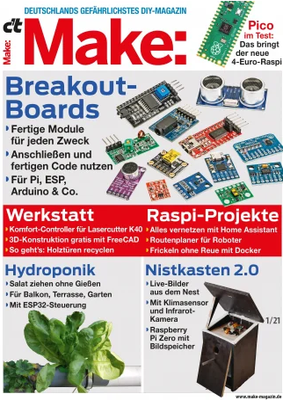 DEUTSCHLANDS GEFÄHRLICHSTES DIY-MAGAZIN
c't
Make:
Make:
Pico
im Test:
Das bringt
der neue
4-Euro-Raspi
Breakout-
Boards
Fertige Module
für jeden Zweck
Anschließen und
fertigen Code nutzen
Für Pi, ESP,
Arduino & Co.
Werkstatt
Komfort-Controller für Lasercutter K40
3D-Konstruktion gratis mit FreeCAD
So geht's: Holztüren recyclen
Raspi-Projekte
Alles vernetzen mit Home Assistant
Routenplaner für Roboter
Frickeln ohne Reue mit Docker
Hydroponik
Salat ziehen ohne Gießen
Für Balkon, Terrasse, Garten
Mit ESP32-Steuerung
Nistkasten 2.0
Live-Bilder
aus dem Nest
Mit Klimasensor
und Infrarot-
Kamera
Raspberry
Pi Zero mit
Bildspeicher
1/21
www.make-magazin.de